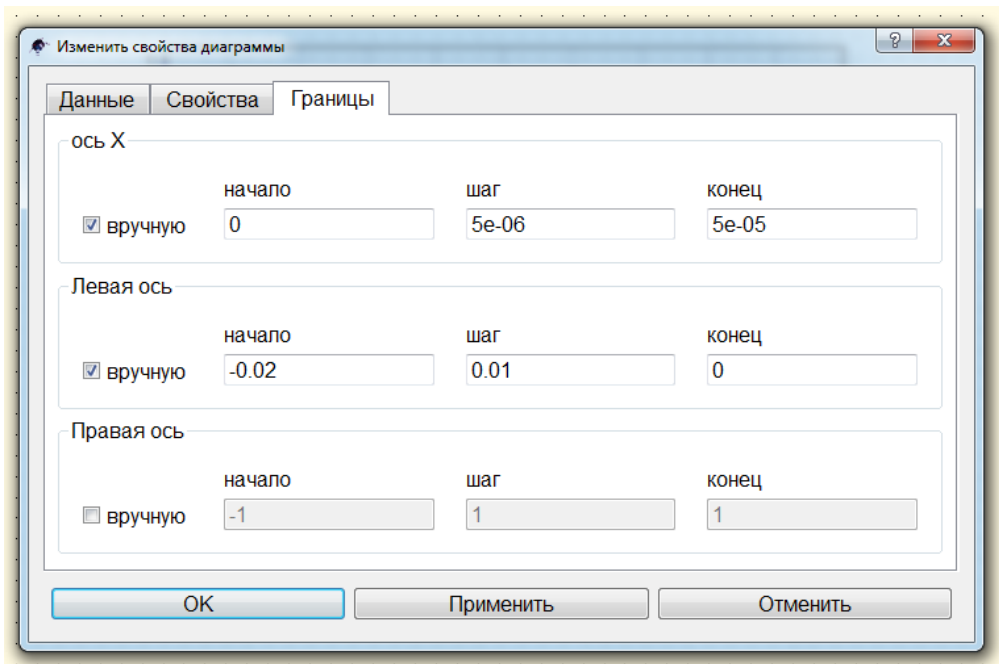 Изменить свойства диаграммы
Данные Свойства Границы
ось X
начало шаг конец
вручную 0 5e-06 5e-05
Левая ось
начало шаг конец
вручную -0.02 0.01 0
Правая ось
начало шаг конец
вручную -1 1 1
OK Применить Отменить